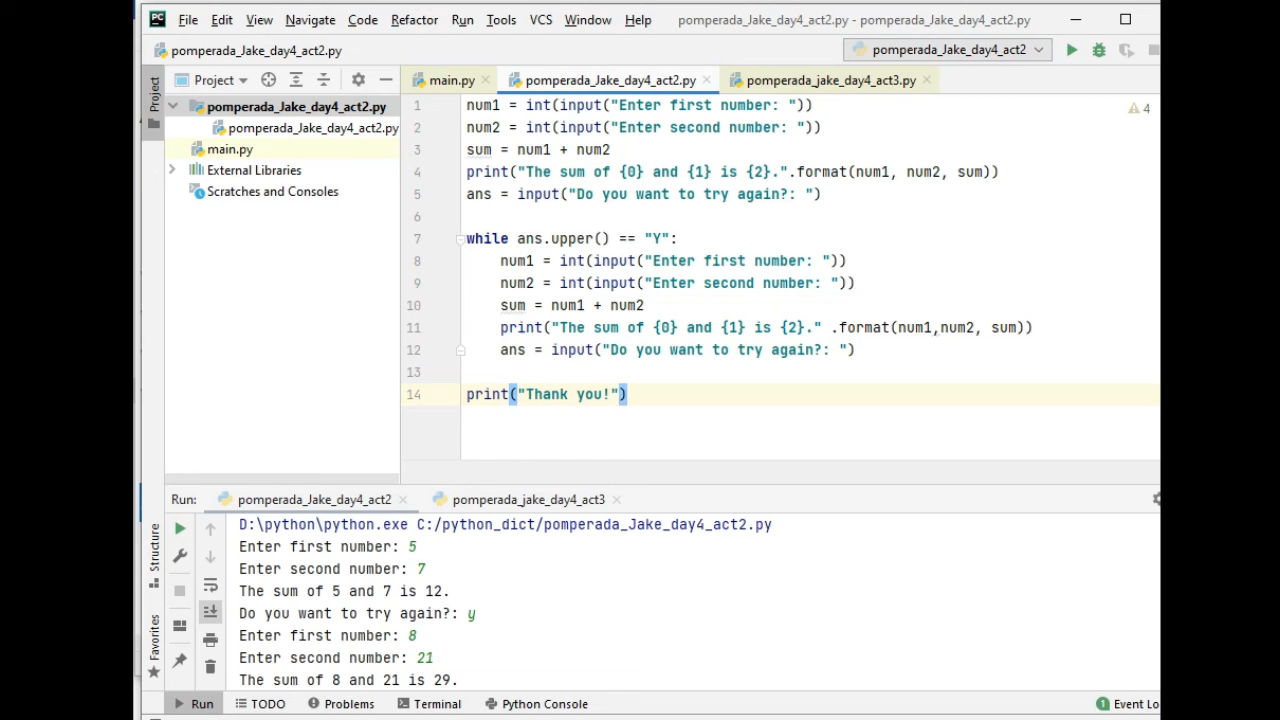 PC File Edit View Navigate Code Refactor Run Tools VCS Window Help pomperada_Jake_day4_act2.py - pomperada_Jake_day4_act2.py
pomperada_Jake_day4_act2.py pomperada_Jake_day4_act2
Project main.py pomperada_Jake_day4_act2.py pomperada_jake_day4_act3.py
Project
pomperada_Jake_day4_act2.py
pomperada_Jake_day4_act2.py
main.py
External Libraries
Scratches and Consoles
4
1 num1 = int(input("Enter first number: "))
2 num2 = int(input("Enter second number: "))
3 sum = num1 + num2
4 print("The sum of {0} and {1} is {2}.".format(num1, num2, sum))
5 ans = input("Do you want to try again?: ")
6
7 while ans.upper() == "Y":
8 num1 = int(input("Enter first number: "))
9 num2 = int(input("Enter second number: "))
10 sum = num1 + num2
11 print("The sum of {0} and {1} is {2}." .format(num1,num2, sum))
12 ans = input("Do you want to try again?: ")
13
14 print("Thank you!")
Run: pomperada_Jake_day4_act2 pomperada_jake_day4_act3
Structure
Favorites
D:\python\python.exe C:/python_dict/pomperada_Jake_day4_act2.py
Enter first number: 5
Enter second number: 7
The sum of 5 and 7 is 12.
Do you want to try again?: y
Enter first number: 8
Enter second number: 21
The sum of 8 and 21 is 29.
Run TODO Problems Terminal Python Console 1 Event Lo